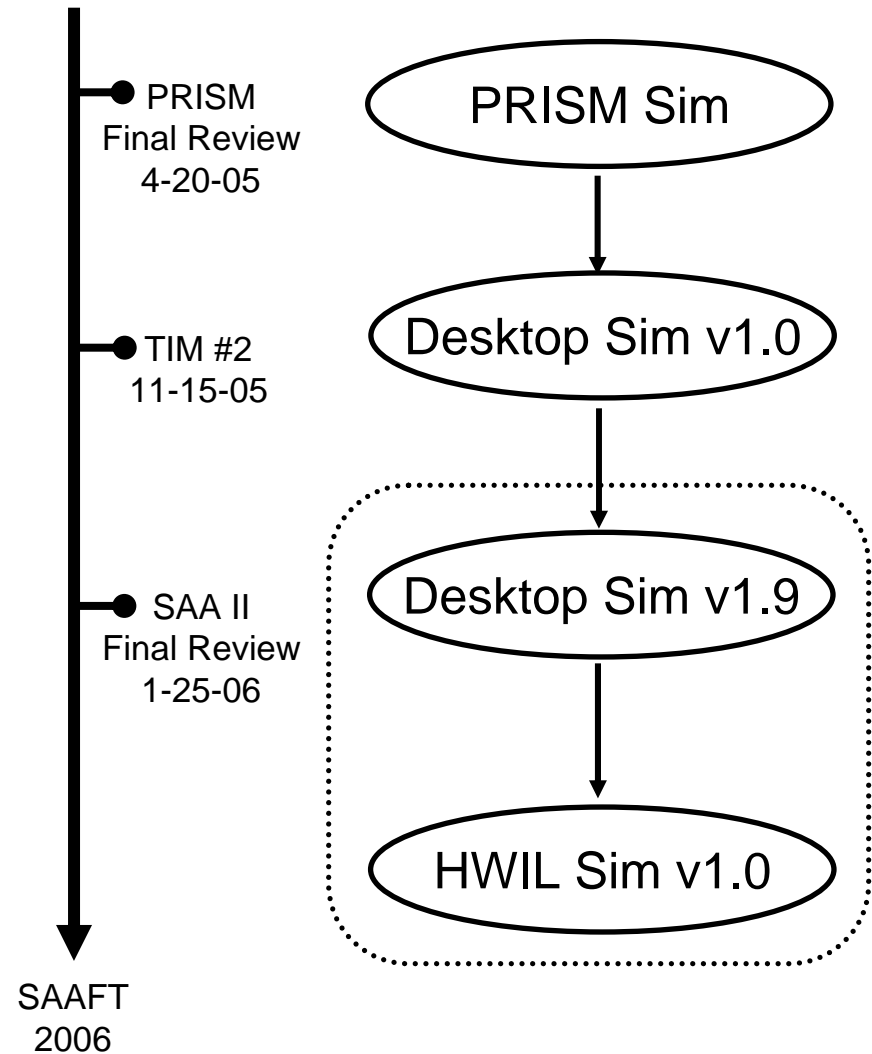 PRISM
Final Review
4-20-05
PRISM Sim
TIM #2
11-15-05
Desktop Sim v1.0
SAA II
Final Review
1-25-06
Desktop Sim v1.9
HWIL Sim v1.0
SAAFT
2006